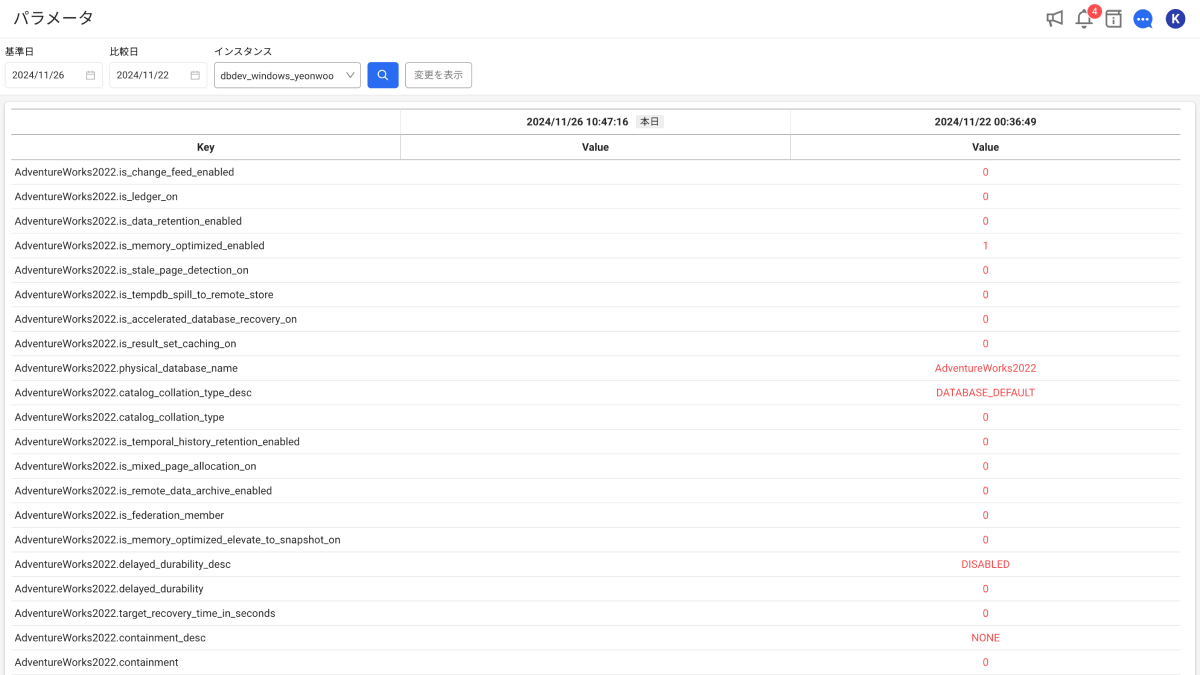 パラメータ
4
K
基準日 比較日 インスタンス
2024/11/26 2024/11/22 dbdev_windows_yeonwoo 変更を表示
2024/11/26 10:47:16 本日 2024/11/22 00:36:49
Key Value Value
AdventureWorks2022.is_change_feed_enabled 0
AdventureWorks2022.is_ledger_on 0
AdventureWorks2022.is_data_retention_enabled 0
AdventureWorks2022.is_memory_optimized_enabled 1
AdventureWorks2022.is_stale_page_detection_on 0
AdventureWorks2022.is_tempdb_spill_to_remote_store 0
AdventureWorks2022.is_accelerated_database_recovery_on 0
AdventureWorks2022.is_result_set_caching_on 0
AdventureWorks2022.physical_database_name AdventureWorks2022
AdventureWorks2022.catalog_collation_type_desc DATABASE_DEFAULT
AdventureWorks2022.catalog_collation_type 0
AdventureWorks2022.is_temporal_history_retention_enabled 0
AdventureWorks2022.is_mixed_page_allocation_on 0
AdventureWorks2022.is_remote_data_archive_enabled 0
AdventureWorks2022.is_federation_member 0
AdventureWorks2022.is_memory_optimized_elevate_to_snapshot_on 0
AdventureWorks2022.delayed_durability_desc DISABLED
AdventureWorks2022.delayed_durability 0
AdventureWorks2022.target_recovery_time_in_seconds 0
AdventureWorks2022.containment_desc NONE
AdventureWorks2022.containment 0